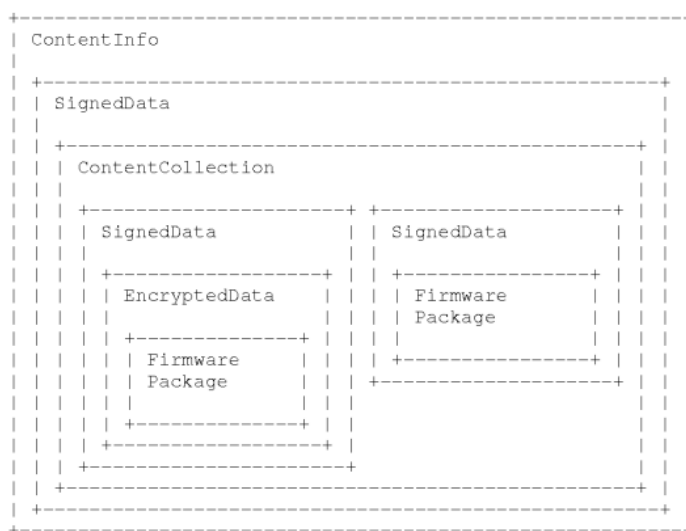 ContentInfo
SignedData
ContentCollection
SignedData SignedData
EncryptedData Firmware
Package
Firmware
Package